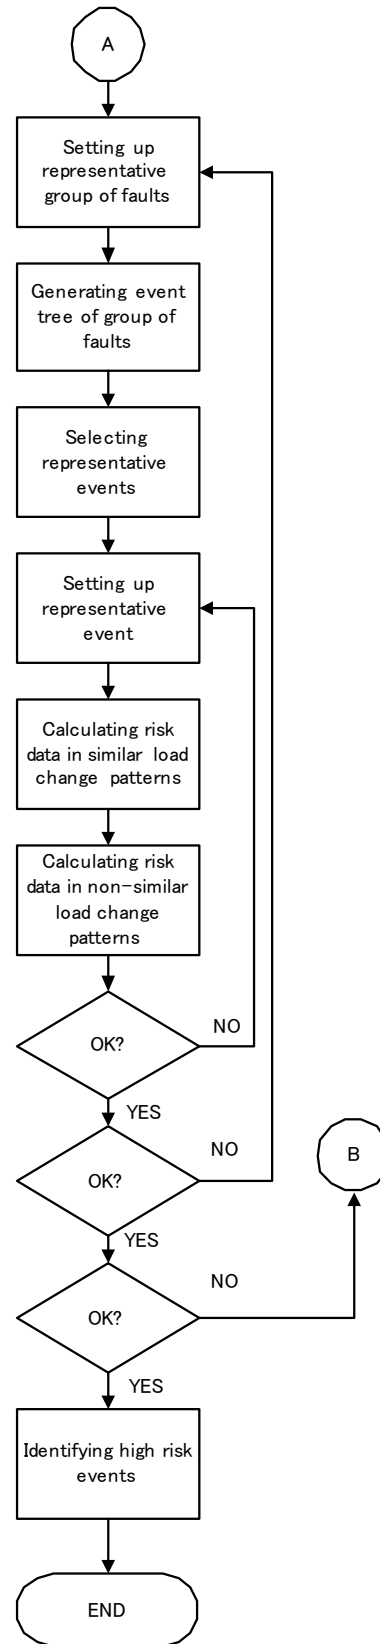 A
Setting up
representative
group of faults
Generating event
tree of group of
faults
Selecting
representative
events
Setting up
representative
event
Calculating risk
data in similar load
change patterns
Calculating risk
data in non-similar
load change
patterns
OK?
NO
YES
OK?
NO
B
YES
OK?
NO
YES
Identifying high risk
events
END